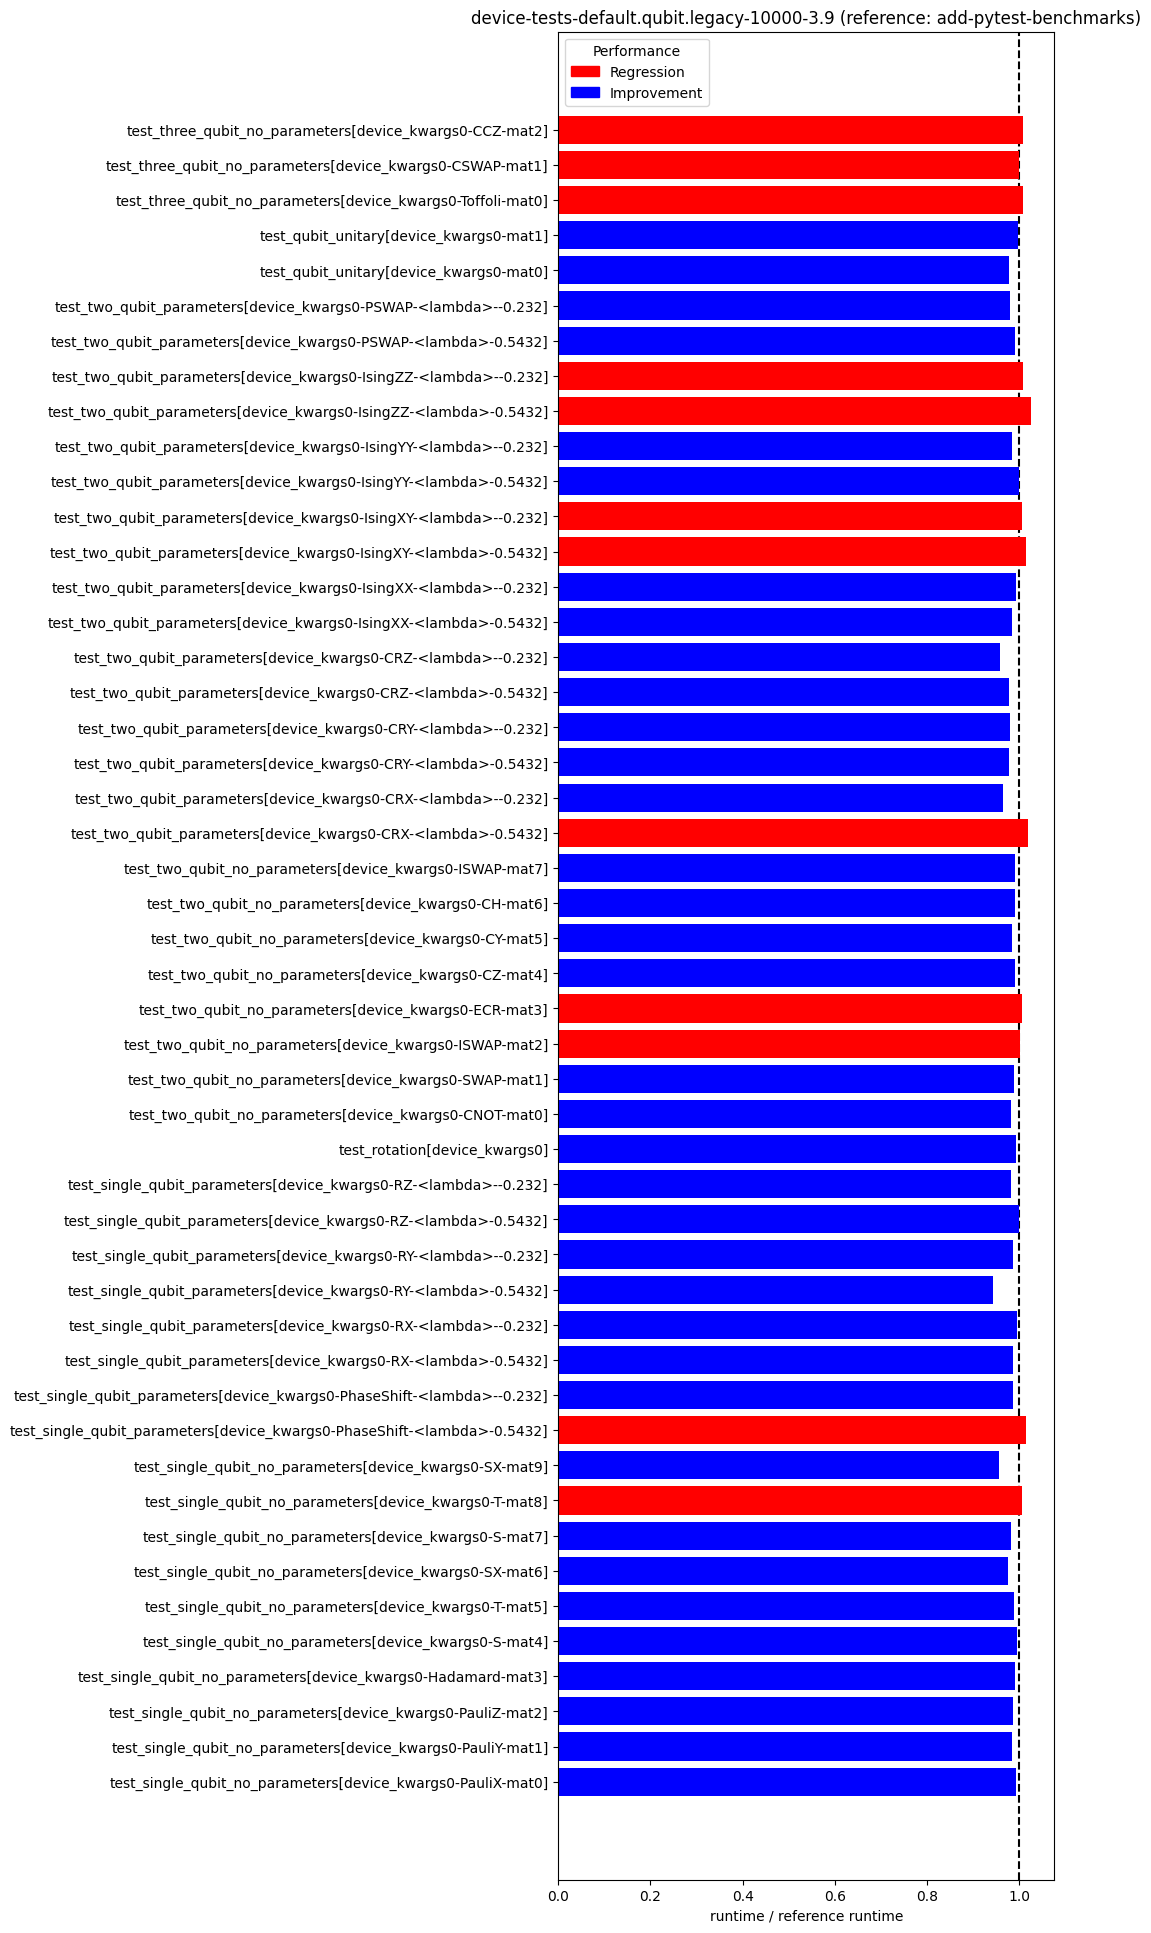 device-tests-default.qubit.legacy-10000-3.9 (reference: add-pytest-benchmarks)
Performance
Regression
Improvement
test_three_qubit_no_parameters[device_kwargs0-CCZ-mat2]
test_three_qubit_no_parameters[device_kwargs0-CSWAP-mat1]
test_three_qubit_no_parameters[device_kwargs0-Toffoli-mat0]
test_qubit_unitary[device_kwargs0-mat1]
test_qubit_unitary[device_kwargs0-mat0]
test_two_qubit_parameters[device_kwargs0-PSWAP-<lambda>--0.232]
test_two_qubit_parameters[device_kwargs0-PSWAP-<lambda>-0.5432]
test_two_qubit_parameters[device_kwargs0-IsingZZ-<lambda>--0.232]
test_two_qubit_parameters[device_kwargs0-IsingZZ-<lambda>-0.5432]
test_two_qubit_parameters[device_kwargs0-IsingYY-<lambda>--0.232]
test_two_qubit_parameters[device_kwargs0-IsingYY-<lambda>-0.5432]
test_two_qubit_parameters[device_kwargs0-IsingXY-<lambda>--0.232]
test_two_qubit_parameters[device_kwargs0-IsingXY-<lambda>-0.5432]
test_two_qubit_parameters[device_kwargs0-IsingXX-<lambda>--0.232]
test_two_qubit_parameters[device_kwargs0-IsingXX-<lambda>-0.5432]
test_two_qubit_parameters[device_kwargs0-CRZ-<lambda>--0.232]
test_two_qubit_parameters[device_kwargs0-CRZ-<lambda>-0.5432]
test_two_qubit_parameters[device_kwargs0-CRY-<lambda>--0.232]
test_two_qubit_parameters[device_kwargs0-CRY-<lambda>-0.5432]
test_two_qubit_parameters[device_kwargs0-CRX-<lambda>--0.232]
test_two_qubit_parameters[device_kwargs0-CRX-<lambda>-0.5432]
test_two_qubit_no_parameters[device_kwargs0-ISWAP-mat7]
test_two_qubit_no_parameters[device_kwargs0-CH-mat6]
test_two_qubit_no_parameters[device_kwargs0-CY-mat5]
test_two_qubit_no_parameters[device_kwargs0-CZ-mat4]
test_two_qubit_no_parameters[device_kwargs0-ECR-mat3]
test_two_qubit_no_parameters[device_kwargs0-ISWAP-mat2]
test_two_qubit_no_parameters[device_kwargs0-SWAP-mat1]
test_two_qubit_no_parameters[device_kwargs0-CNOT-mat0]
test_rotation[device_kwargs0]
test_single_qubit_parameters[device_kwargs0-RZ-<lambda>--0.232]
test_single_qubit_parameters[device_kwargs0-RZ-<lambda>-0.5432]
test_single_qubit_parameters[device_kwargs0-RY-<lambda>--0.232]
test_single_qubit_parameters[device_kwargs0-RY-<lambda>-0.5432]
test_single_qubit_parameters[device_kwargs0-RX-<lambda>--0.232]
test_single_qubit_parameters[device_kwargs0-RX-<lambda>-0.5432]
test_single_qubit_parameters[device_kwargs0-PhaseShift-<lambda>--0.232]
test_single_qubit_parameters[device_kwargs0-PhaseShift-<lambda>-0.5432]
test_single_qubit_no_parameters[device_kwargs0-SX-mat9]
test_single_qubit_no_parameters[device_kwargs0-T-mat8]
test_single_qubit_no_parameters[device_kwargs0-S-mat7]
test_single_qubit_no_parameters[device_kwargs0-SX-mat6]
test_single_qubit_no_parameters[device_kwargs0-T-mat5]
test_single_qubit_no_parameters[device_kwargs0-S-mat4]
test_single_qubit_no_parameters[device_kwargs0-Hadamard-mat3]
test_single_qubit_no_parameters[device_kwargs0-PauliZ-mat2]
test_single_qubit_no_parameters[device_kwargs0-PauliY-mat1]
test_single_qubit_no_parameters[device_kwargs0-PauliX-mat0]
0.0 0.2 0.4 0.6 0.8 1.0
runtime / reference runtime